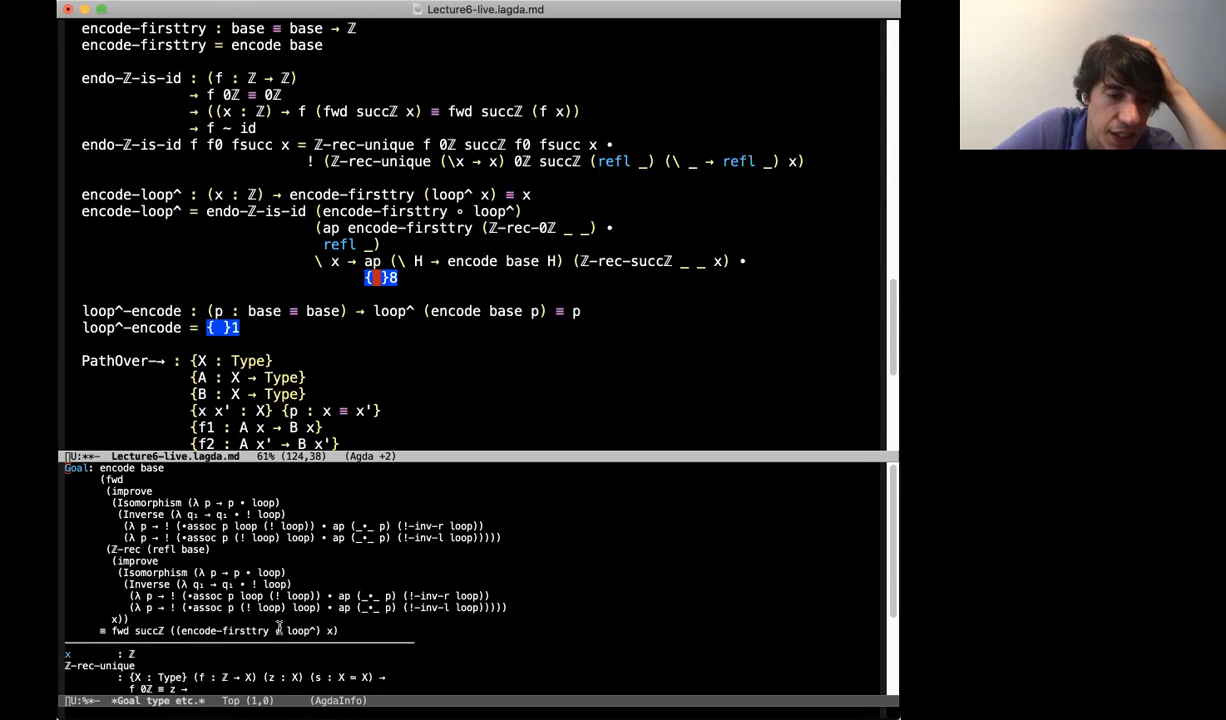 Lecture6-live.lagda.md
encode-firsttry : base ≡ base → ℤ
encode-firsttry = encode base
endo-ℤ-is-id : (f : ℤ → ℤ)
→ f 0ℤ ≡ 0ℤ
→ ((x : ℤ) → f (fwd succℤ x) ≡ fwd succℤ (f x))
→ f ~ id
endo-ℤ-is-id f f0 fsucc x = ℤ-rec-unique f 0ℤ succℤ f0 fsucc x •
! (ℤ-rec-unique (\x → x) 0ℤ succℤ (refl _) (\ _ → refl _) x)
encode-loop^ : (x : ℤ) → encode-firsttry (loop^ x) ≡ x
encode-loop^ = endo-ℤ-is-id (encode-firsttry ∘ loop^)
(ap encode-firsttry (ℤ-rec-0ℤ _ _) •
refl _)
\ x → ap (\ H → encode base H) (ℤ-rec-succℤ _ _ x) •
{ }8
loop^-encode : (p : base ≡ base) → loop^ (encode base p) ≡ p
loop^-encode = { }1
PathOver-→ : {X : Type}
{A : X → Type}
{B : X → Type}
{x x' : X} {p : x ≡ x'}
{f1 : A x → B x}
{f2 : A x' → B x'}
U:**- Lecture6-live.lagda.md 61% (124,38) (Agda +2)
Goal: encode base
(fwd
(improve
(Isomorphism (λ p → p • loop)
(Inverse (λ q₁ → q₁ • ! loop)
(λ p → ! (•assoc p loop (! loop)) • ap (_•_ p) (!-inv-r loop))
(λ p → ! (•assoc p (! loop) loop) • ap (_•_ p) (!-inv-l loop)))))
(ℤ-rec (refl base)
(improve
(Isomorphism (λ p → p • loop)
(Inverse (λ q₁ → q₁ • ! loop)
(λ p → ! (•assoc p loop (! loop)) • ap (_•_ p) (!-inv-r loop))
(λ p → ! (•assoc p (! loop) loop) • ap (_•_ p) (!-inv-l loop)))))
x))
≡ fwd succℤ ((encode-firsttry ∘ loop^) x)
x : ℤ
ℤ-rec-unique
: {X : Type} (f : ℤ → X) (z : X) (s : X ≃ X) →
f 0ℤ ≡ z →
U:%*- *Goal type etc.* Top (1,0) (AgdaInfo)